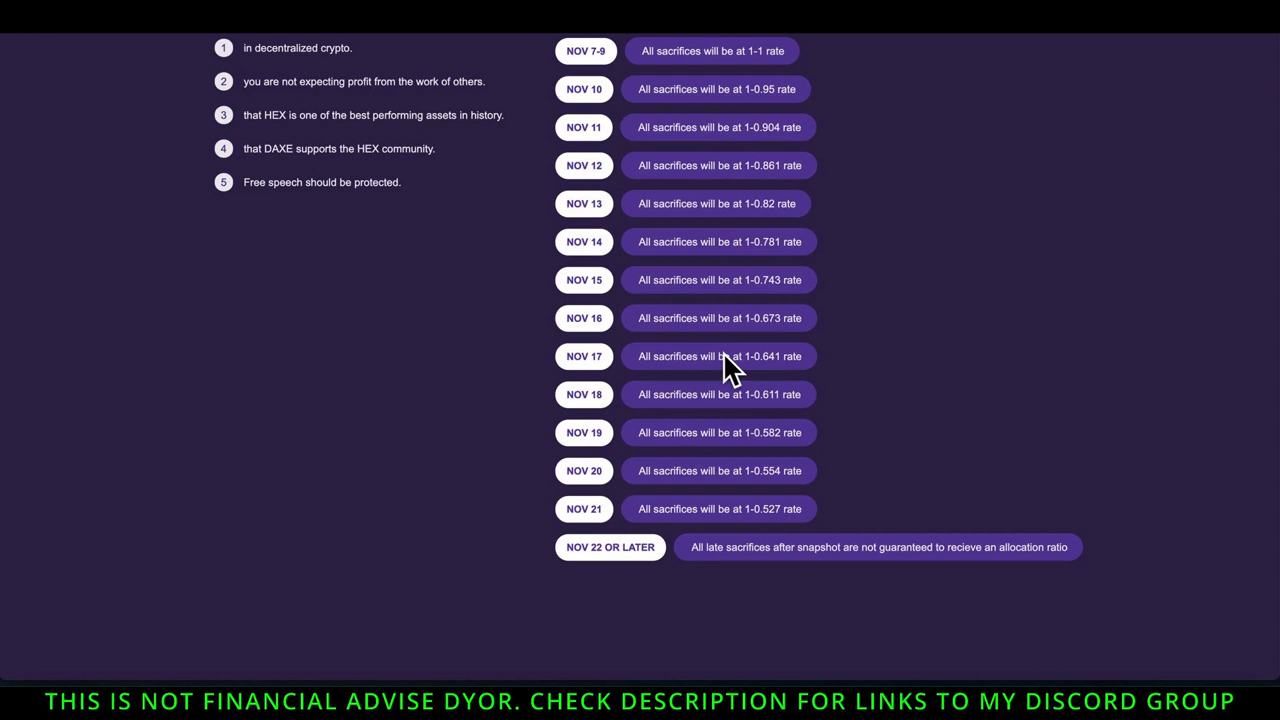 1 in decentralized crypto.
2 you are not expecting profit from the work of others.
3 that HEX is one of the best performing assets in history.
4 that DAXE supports the HEX community.
5 Free speech should be protected.
NOV 7-9 All sacrifices will be at 1-1 rate
NOV 10 All sacrifices will be at 1-0.95 rate
NOV 11 All sacrifices will be at 1-0.904 rate
NOV 12 All sacrifices will be at 1-0.861 rate
NOV 13 All sacrifices will be at 1-0.82 rate
NOV 14 All sacrifices will be at 1-0.781 rate
NOV 15 All sacrifices will be at 1-0.743 rate
NOV 16 All sacrifices will be at 1-0.673 rate
NOV 17 All sacrifices will be at 1-0.641 rate
NOV 18 All sacrifices will be at 1-0.611 rate
NOV 19 All sacrifices will be at 1-0.582 rate
NOV 20 All sacrifices will be at 1-0.554 rate
NOV 21 All sacrifices will be at 1-0.527 rate
NOV 22 OR LATER All late sacrifices after snapshot are not guaranteed to recieve an allocation ratio
THIS IS NOT FINANCIAL ADVISE DYOR. CHECK DESCRIPTION FOR LINKS TO MY DISCORD GROUP